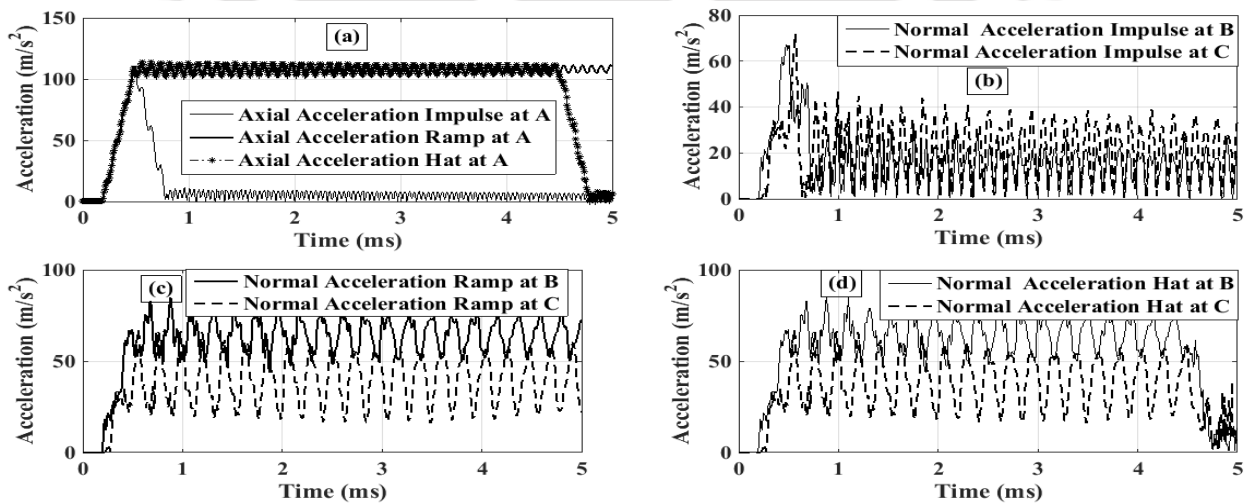 150
100
50
0
Acceleration (m/s²)
(a)
Axial Acceleration Impulse at A
Axial Acceleration Ramp at A
Axial Acceleration Hat at A
0 1 2 3 4 5
Time (ms)
80
60
40
20
0
Acceleration (m/s²)
Normal Acceleration Impulse at B
Normal Acceleration Impulse at C
(b)
0 1 2 3 4 5
Time (ms)
100
50
0
Acceleration (m/s²)
(c)
Normal Acceleration Ramp at B
Normal Acceleration Ramp at C
0 1 2 3 4 5
Time (ms)
100
50
0
Acceleration (m/s²)
(d)
Normal Acceleration Hat at B
Normal Acceleration Hat at C
0 1 2 3 4 5
Time (ms)